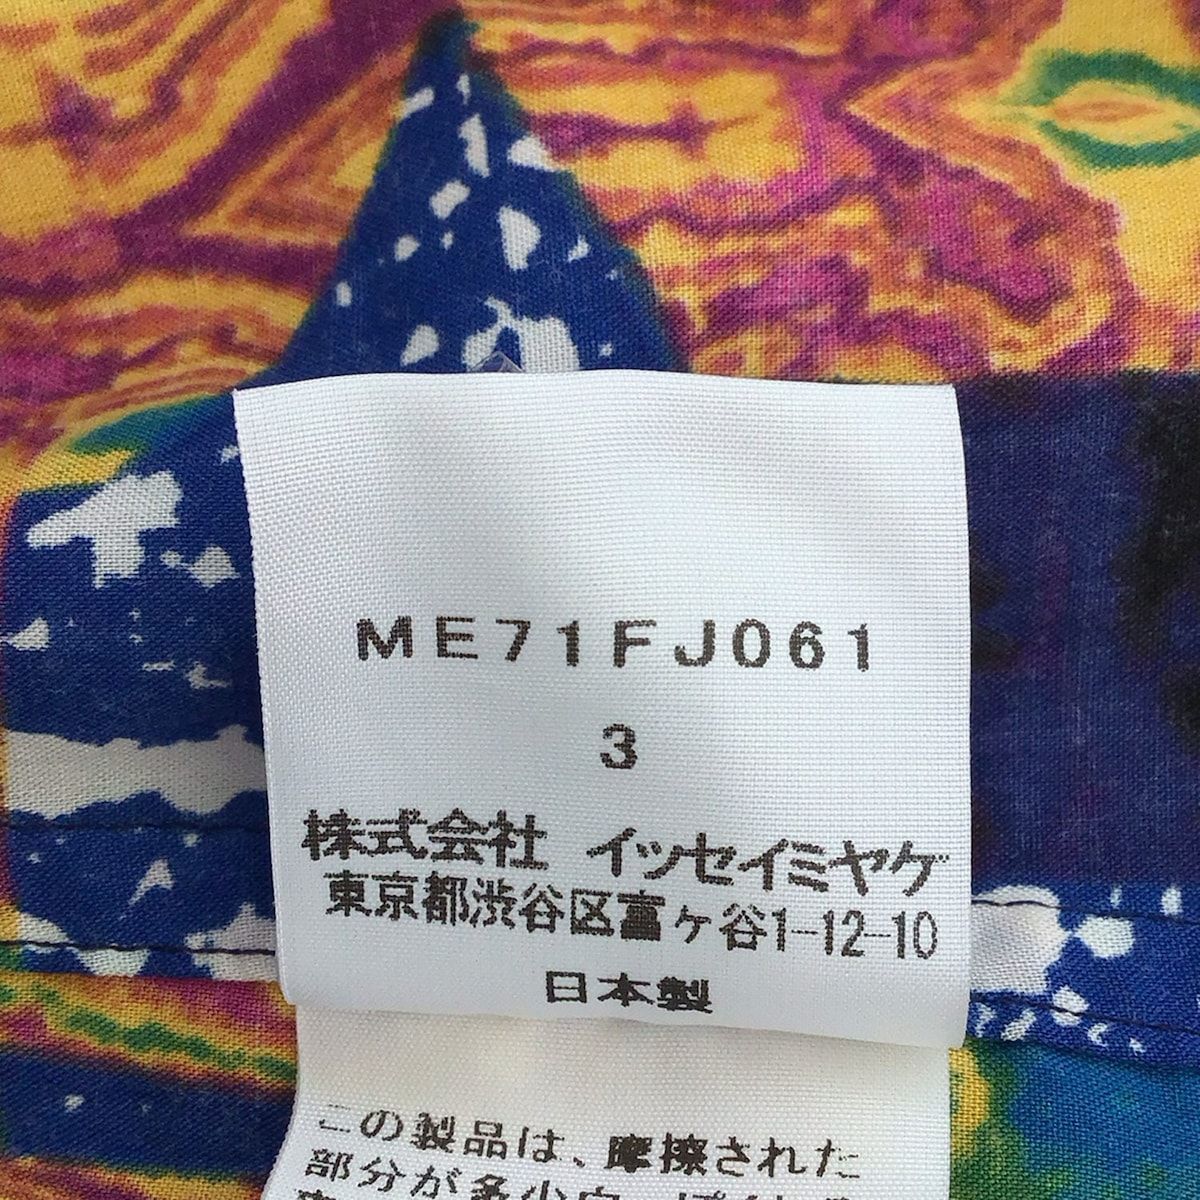 ME71FJ061
3
株式会社 イッセイミヤケ
東京都渋谷区富ヶ谷1-12-10
日本製
この製品は、摩擦された
部分が多少白っぽく